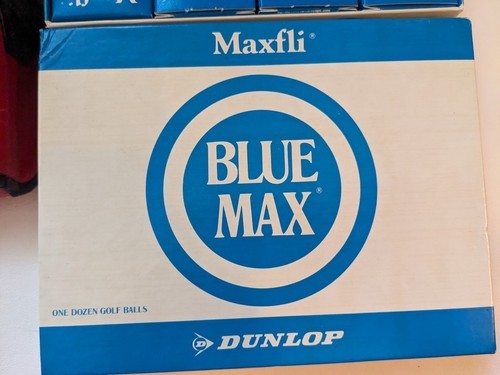 Maxfli®
BLUE
MAX®
ONE DOZEN GOLF BALLS
D DUNLOP